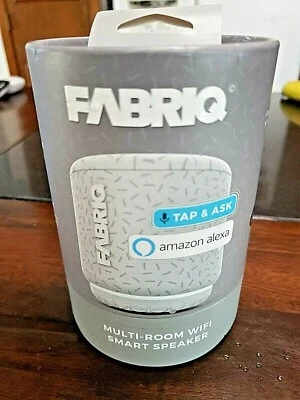 FABRIQ
FABRIQ
TAP & ASK
amazon alexa
MULTI-ROOM WIFI
SMART SPEAKER